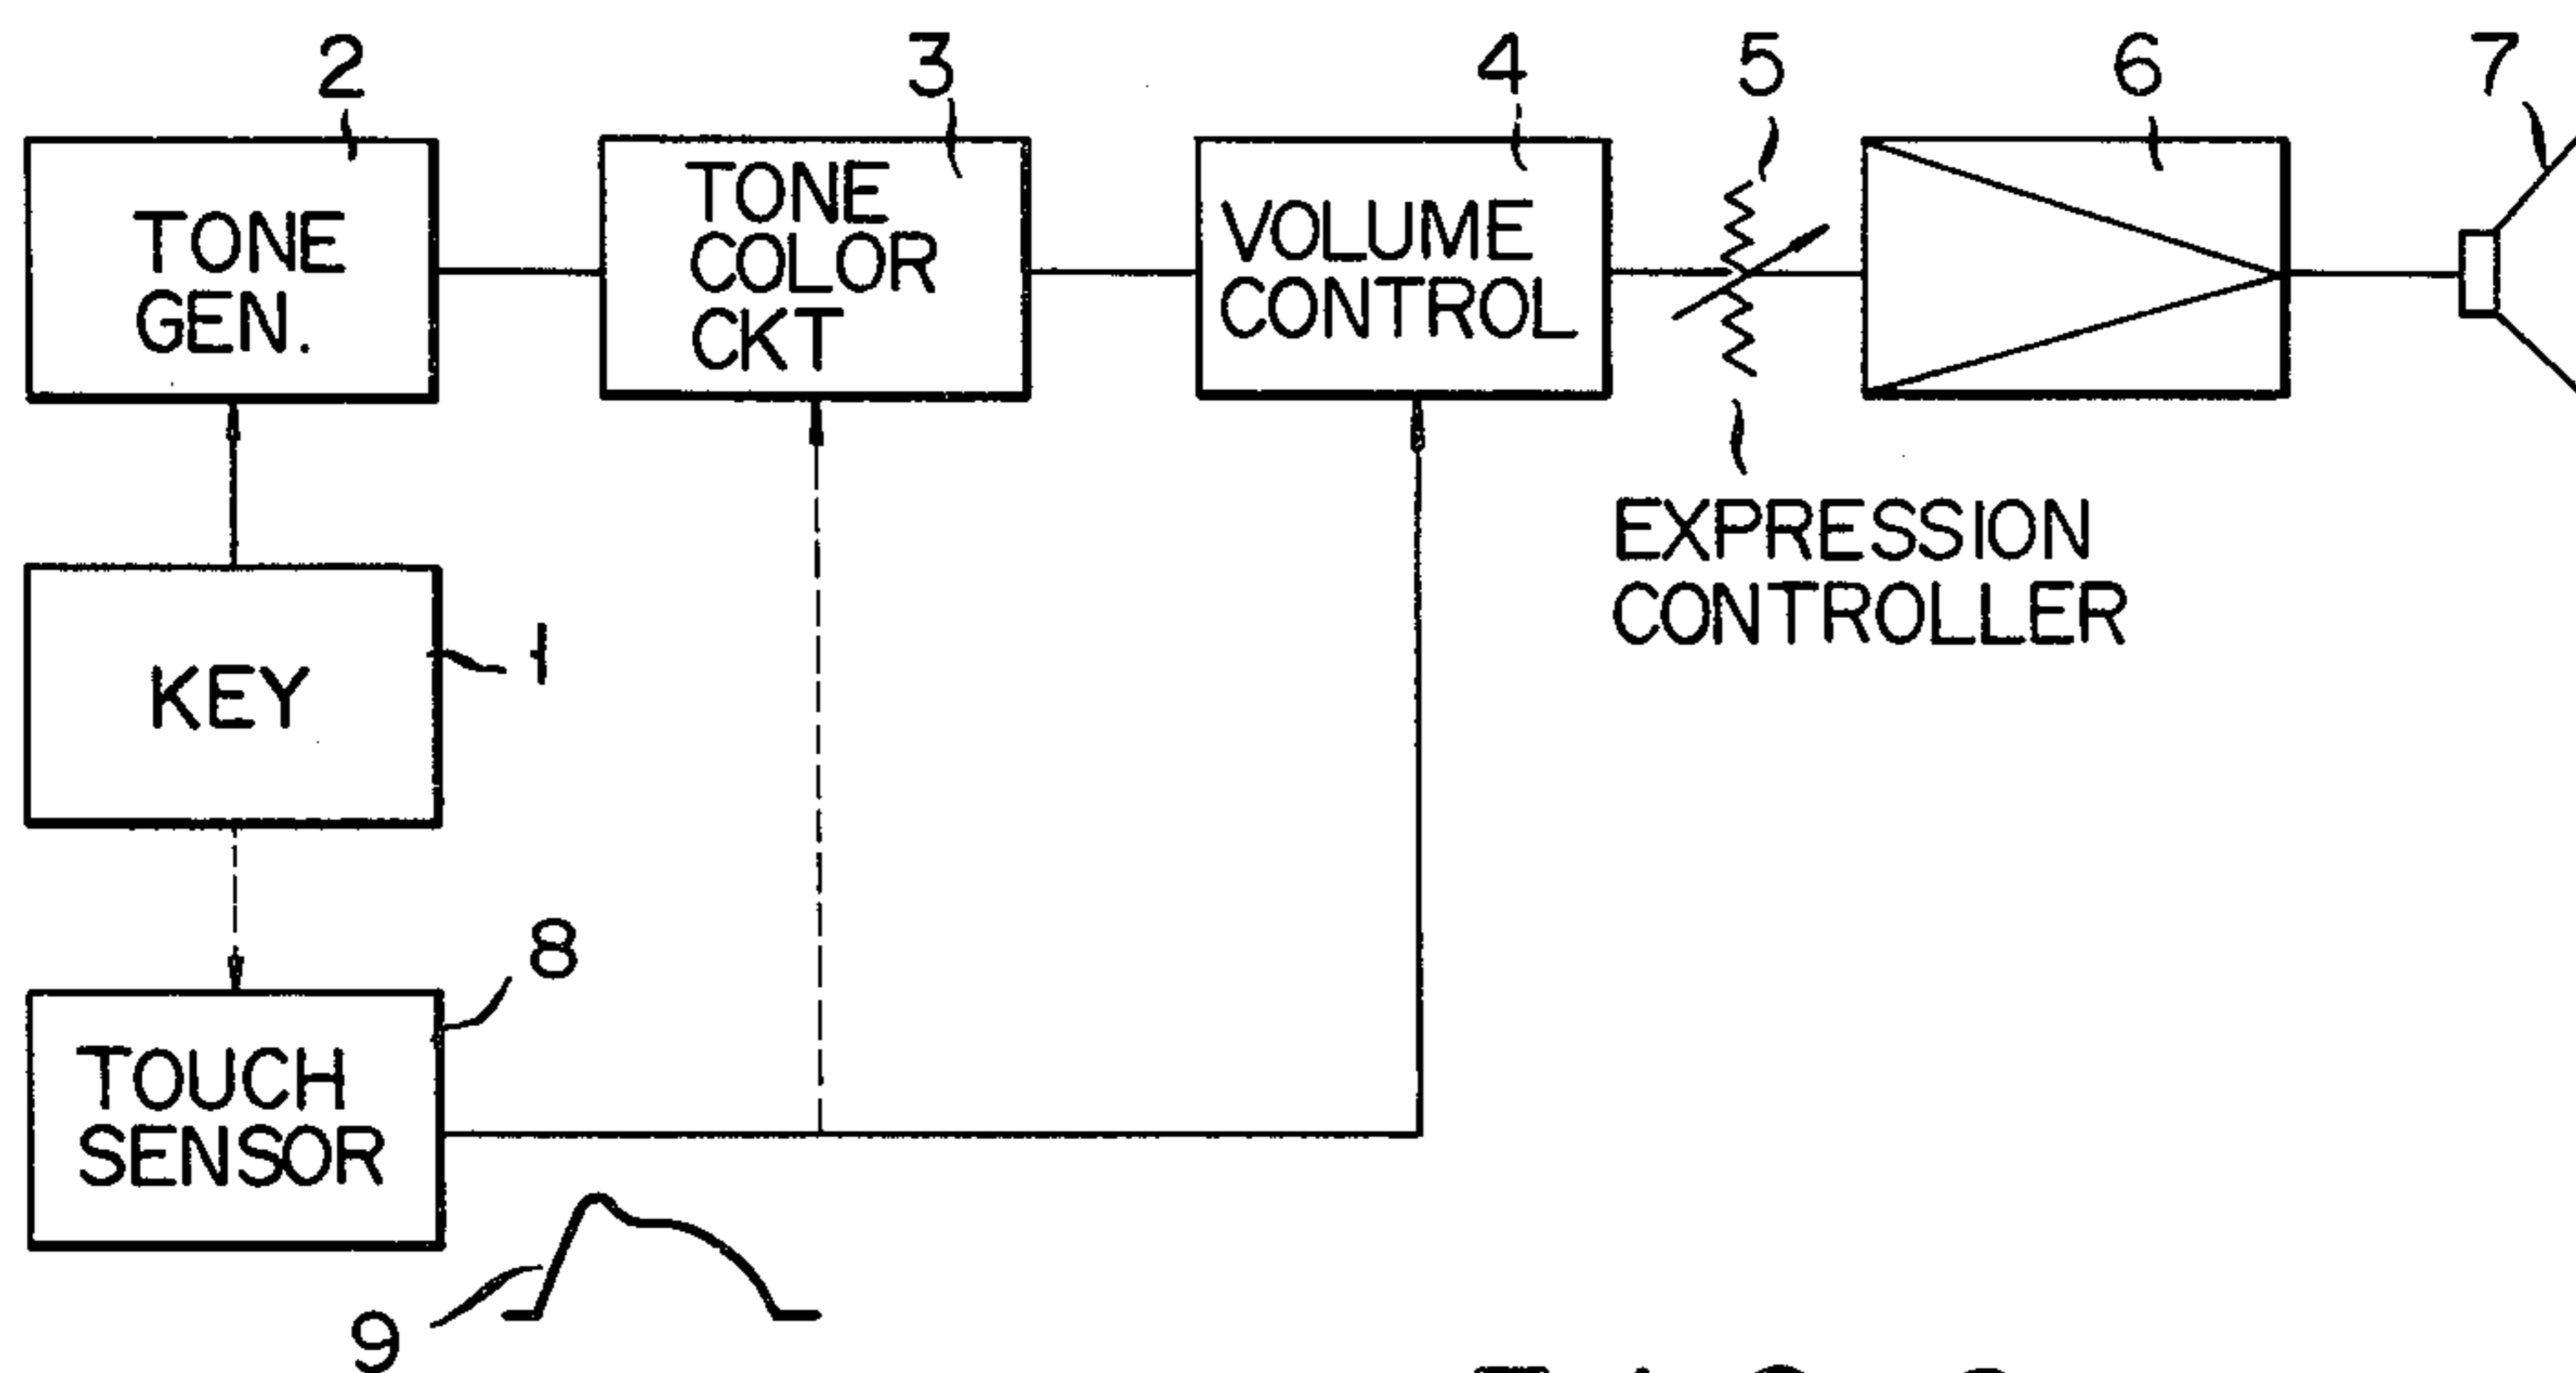 2
3
4
5
6
7
TONE
GEN.
TONE
COLOR
CKT
VOLUME
CONTROL
EXPRESSION
CONTROLLER
KEY
1
8
TOUCH
SENSOR
9